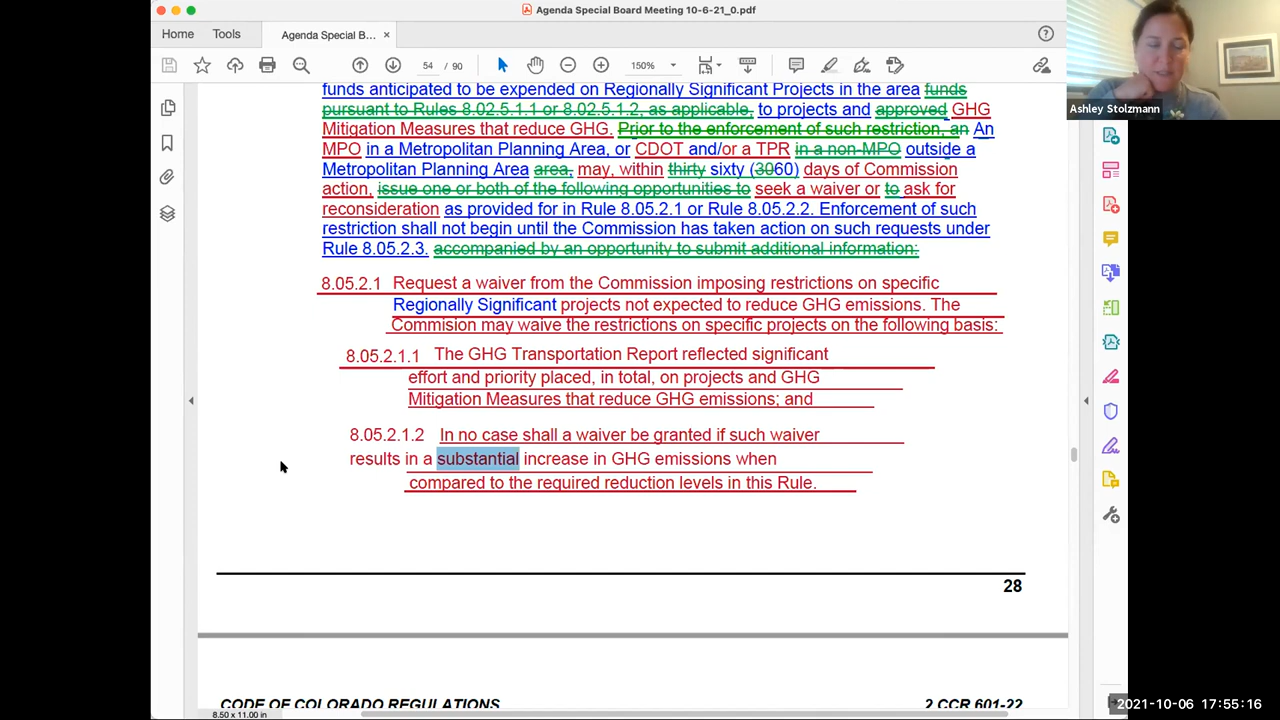 Agenda Special Board Meeting 10-6-21_0.pdf
Home Tools Agenda Special B... ×
54 / 90 150%
Ashley Stolzmann
funds anticipated to be expended on Regionally Significant Projects in the area funds
pursuant to Rules 8.02.5.1.1 or 8.02.5.1.2, as applicable, to projects and approved GHG
Mitigation Measures that reduce GHG. Prior to the enforcement of such restriction, an An
MPO in a Metropolitan Planning Area, or CDOT and/or a TPR in a non-MPO outside a
Metropolitan Planning Area area, may, within thirty sixty (3060) days of Commission
action, issue one or both of the following opportunities to seek a waiver or to ask for
reconsideration as provided for in Rule 8.05.2.1 or Rule 8.05.2.2. Enforcement of such
restriction shall not begin until the Commission has taken action on such requests under
Rule 8.05.2.3. accompanied by an opportunity to submit additional information:
8.05.2.1 Request a waiver from the Commission imposing restrictions on specific
Regionally Significant projects not expected to reduce GHG emissions. The
Commision may waive the restrictions on specific projects on the following basis:
8.05.2.1.1 The GHG Transportation Report reflected significant
effort and priority placed, in total, on projects and GHG
Mitigation Measures that reduce GHG emissions; and
8.05.2.1.2 In no case shall a waiver be granted if such waiver
results in a substantial increase in GHG emissions when
compared to the required reduction levels in this Rule.
28
CODE OF COLORADO REGULATIONS 2 CCR 601-22
8.50 x 11.00 in
2021-10-06 17:55:16